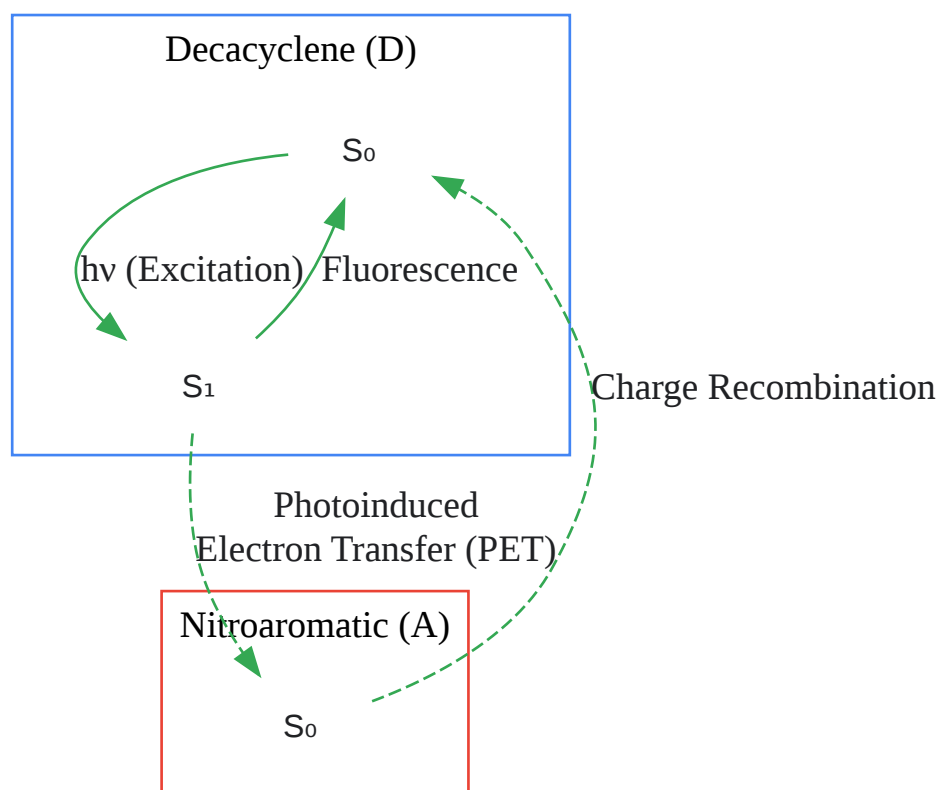 Decacyclene (D)
S₀
hν (Excitation)
Fluorescence
S₁
Charge Recombination
Photoinduced
Electron Transfer (PET)
Nitroaromatic (A)
S₀